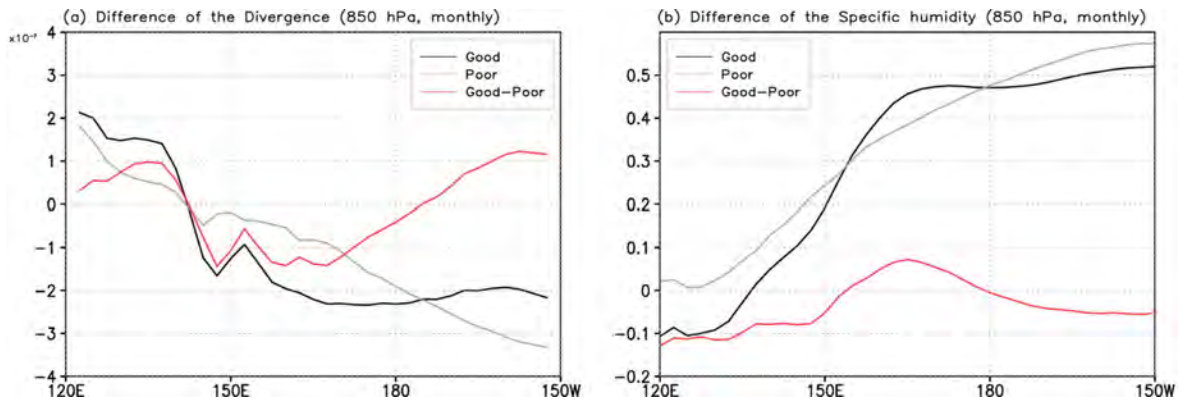 (a) Difference of the Divergence (850 hPa, monthly)
×10⁻⁷
4
3
2
1
0
−1
−2
−3
−4
120E 150E 180 150W
Good
Poor
Good−Poor
(b) Difference of the Specific humidity (850 hPa, monthly)
0.5
0.4
0.3
0.2
0.1
0
−0.1
−0.2
120E 150E 180 150W
Good
Poor
Good−Poor